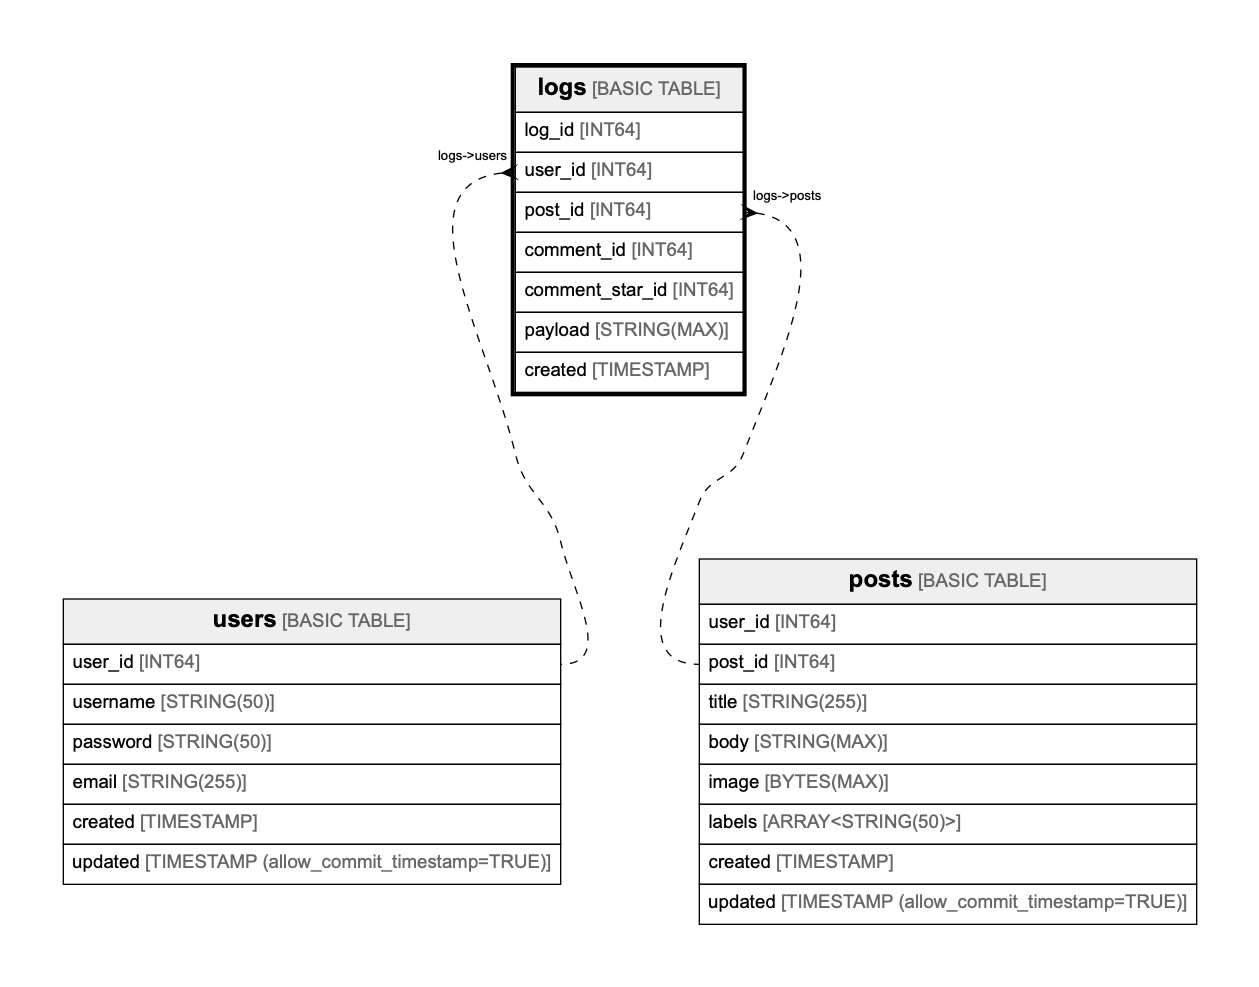 logs [BASIC TABLE]
log_id [INT64]
logs->users
user_id [INT64]
logs->posts
post_id [INT64]
comment_id [INT64]
comment_star_id [INT64]
payload [STRING(MAX)]
created [TIMESTAMP]
users [BASIC TABLE]
user_id [INT64]
username [STRING(50)]
password [STRING(50)]
email [STRING(255)]
created [TIMESTAMP]
updated [TIMESTAMP (allow_commit_timestamp=TRUE)]
posts [BASIC TABLE]
user_id [INT64]
post_id [INT64]
title [STRING(255)]
body [STRING(MAX)]
image [BYTES(MAX)]
labels [ARRAY<STRING(50)>]
created [TIMESTAMP]
updated [TIMESTAMP (allow_commit_timestamp=TRUE)]